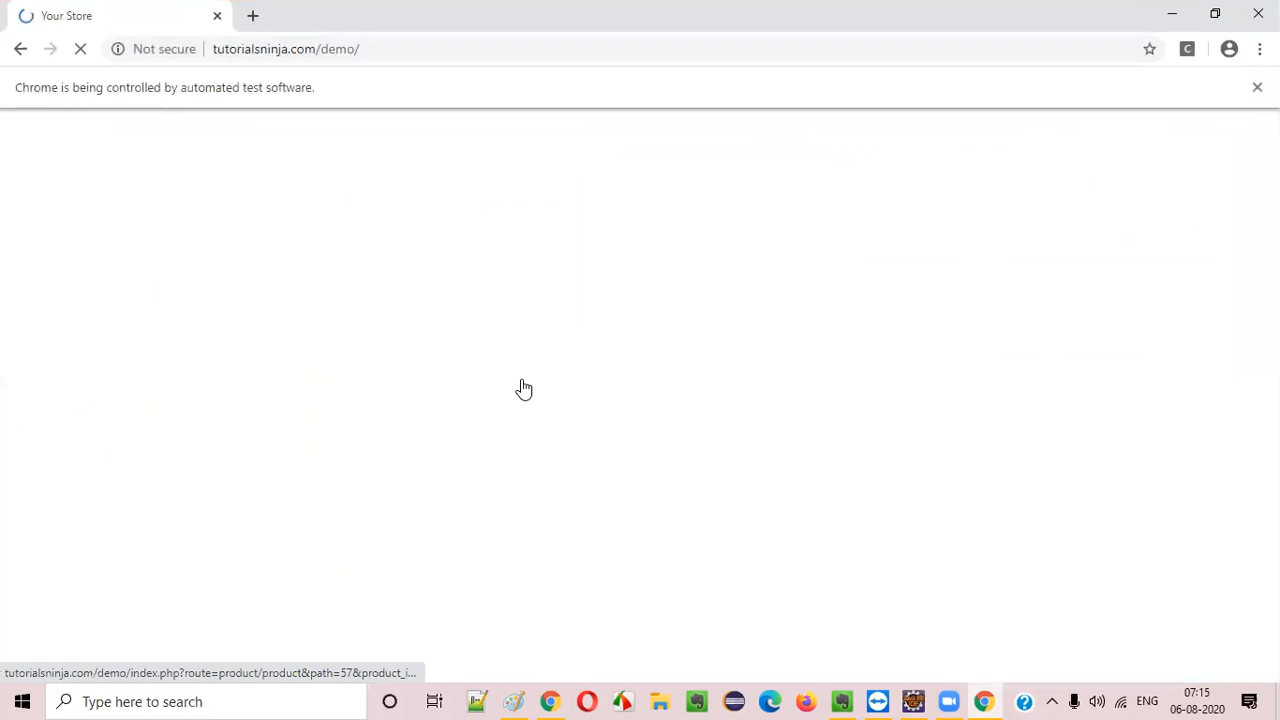 Your Store
Not secure tutorialsninja.com/demo/
C
Chrome is being controlled by automated test software.
tutorialsninja.com/demo/index.php?route=product/product&path=57&product_i...
Type here to search
ENG
07:15
06-08-2020